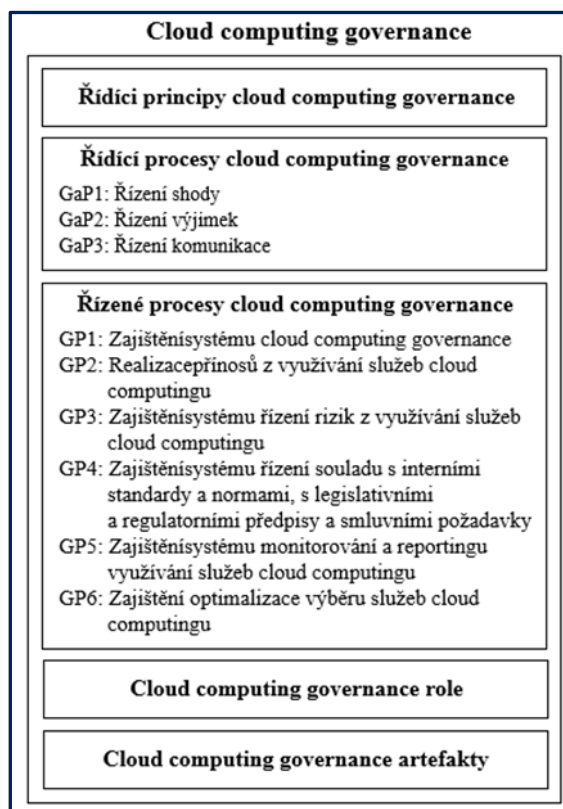 Cloud computing governance
Řídíci principy cloud computing governance
Řídící procesy cloud computing governance
GaP1: Řízení shody
GaP2: Řízení výjimek
GaP3: Řízení komunikace
Řízené procesy cloud computing governance
GP1: Zajištěnísystému cloud computing governance
GP2: Realizacepřínosů z využívání služeb cloud
computingu
GP3: Zajištěnísystému řízení rizik z využívání služeb
cloud computingu
GP4: Zajištěnísystému řízení souladu s interními
standardy a normami, s legislativními
a regulatorními předpisy a smluvními požadavky
GP5: Zajištěnísystému monitorování a reportingu
využívání služeb cloud computingu
GP6: Zajištění optimalizace výběru služeb cloud
computingu
Cloud computing governance role
Cloud computing governance artefakty